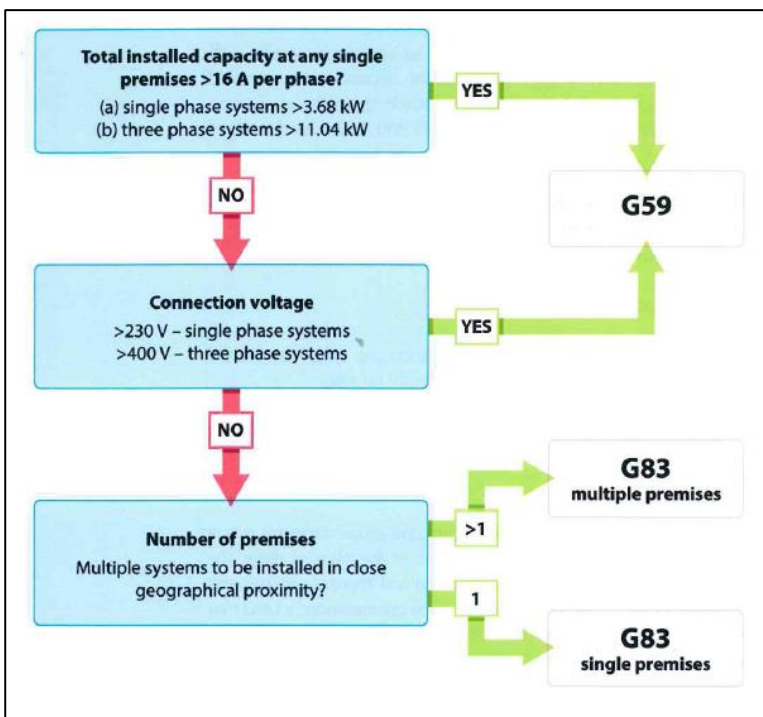 Total installed capacity at any single
premises >16 A per phase?
(a) single phase systems >3.68 kW
(b) three phase systems >11.04 kW
YES
G59
NO
Connection voltage
>230 V – single phase systems
>400 V – three phase systems
YES
NO
Number of premises
Multiple systems to be installed in close
geographical proximity?
>1
G83
multiple premises
1
G83
single premises